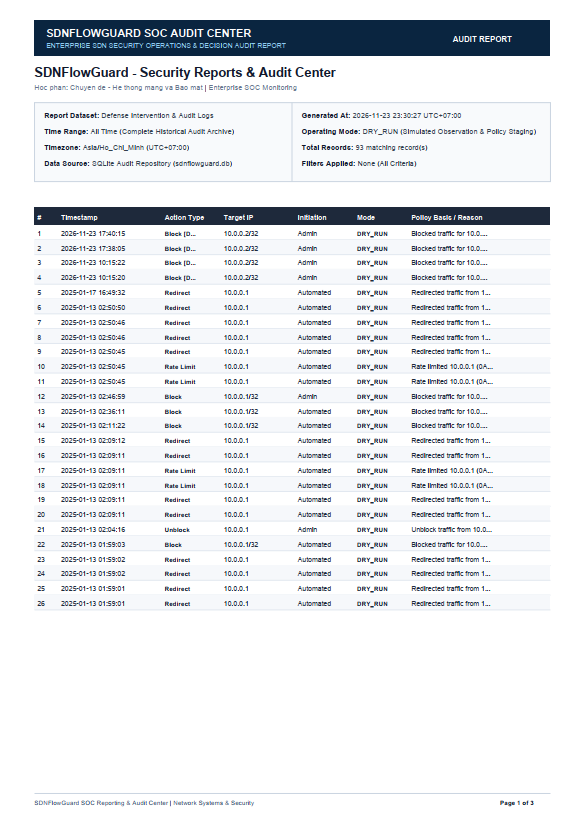 SDNFLOWGUARD SOC AUDIT CENTER
ENTERPRISE SDN SECURITY OPERATIONS & DECISION AUDIT REPORT
AUDIT REPORT
SDNFlowGuard - Security Reports & Audit Center
Hoc phan: Chuyen de - He thong mang va Bao mat | Enterprise SOC Monitoring
Report Dataset: Defense Intervention & Audit Logs
Time Range: All Time (Complete Historical Audit Archive)
Timezone: Asia/Ho_Chi_Minh (UTC+07:00)
Data Source: SQLite Audit Repository (sdnflowguard.db)
Generated At: 2026-11-23 23:30:27 UTC+07:00
Operating Mode: DRY_RUN (Simulated Observation & Policy Staging)
Total Records: 93 matching record(s)
Filters Applied: None (All Criteria)
# Timestamp Action Type Target IP Initiation Mode Policy Basis / Reason
1 2026-11-23 17:40:15 Block [D... 10.0.0.2/32 Admin DRY_RUN Blocked traffic for 10.0....
2 2026-11-23 17:38:05 Block [D... 10.0.0.2/32 Admin DRY_RUN Blocked traffic for 10.0....
3 2026-11-23 10:15:22 Block [D... 10.0.0.2/32 Admin DRY_RUN Blocked traffic for 10.0....
4 2026-11-23 10:15:20 Block [D... 10.0.0.2/32 Admin DRY_RUN Blocked traffic for 10.0....
5 2025-01-17 16:49:32 Redirect 10.0.0.1 Automated DRY_RUN Redirected traffic from 1...
6 2025-01-13 02:50:50 Redirect 10.0.0.1 Automated DRY_RUN Redirected traffic from 1...
7 2025-01-13 02:50:46 Redirect 10.0.0.1 Automated DRY_RUN Redirected traffic from 1...
8 2025-01-13 02:50:46 Redirect 10.0.0.1 Automated DRY_RUN Redirected traffic from 1...
9 2025-01-13 02:50:45 Redirect 10.0.0.1 Automated DRY_RUN Redirected traffic from 1...
10 2025-01-13 02:50:45 Rate Limit 10.0.0.1 Automated DRY_RUN Rate limited 10.0.0.1 (0A...
11 2025-01-13 02:50:45 Rate Limit 10.0.0.1 Automated DRY_RUN Rate limited 10.0.0.1 (0A...
12 2025-01-13 02:46:59 Block 10.0.0.1/32 Admin DRY_RUN Blocked traffic for 10.0....
13 2025-01-13 02:36:11 Block 10.0.0.1/32 Automated DRY_RUN Blocked traffic for 10.0....
14 2025-01-13 02:11:22 Block 10.0.0.1/32 Automated DRY_RUN Blocked traffic for 10.0....
15 2025-01-13 02:09:12 Redirect 10.0.0.1 Automated DRY_RUN Redirected traffic from 1...
16 2025-01-13 02:09:11 Redirect 10.0.0.1 Automated DRY_RUN Redirected traffic from 1...
17 2025-01-13 02:09:11 Rate Limit 10.0.0.1 Automated DRY_RUN Rate limited 10.0.0.1 (0A...
18 2025-01-13 02:09:11 Rate Limit 10.0.0.1 Automated DRY_RUN Rate limited 10.0.0.1 (0A...
19 2025-01-13 02:09:11 Redirect 10.0.0.1 Automated DRY_RUN Redirected traffic from 1...
20 2025-01-13 02:09:11 Redirect 10.0.0.1 Automated DRY_RUN Redirected traffic from 1...
21 2025-01-13 02:04:16 Unblock 10.0.0.1 Admin DRY_RUN Unblock traffic from 10.0...
22 2025-01-13 01:59:03 Block 10.0.0.1/32 Automated DRY_RUN Blocked traffic for 10.0....
23 2025-01-13 01:59:02 Redirect 10.0.0.1 Automated DRY_RUN Redirected traffic from 1...
24 2025-01-13 01:59:02 Redirect 10.0.0.1 Automated DRY_RUN Redirected traffic from 1...
25 2025-01-13 01:59:01 Redirect 10.0.0.1 Automated DRY_RUN Redirected traffic from 1...
26 2025-01-13 01:59:01 Redirect 10.0.0.1 Automated DRY_RUN Redirected traffic from 1...
SDNFlowGuard SOC Reporting & Audit Center | Network Systems & Security
Page 1 of 3